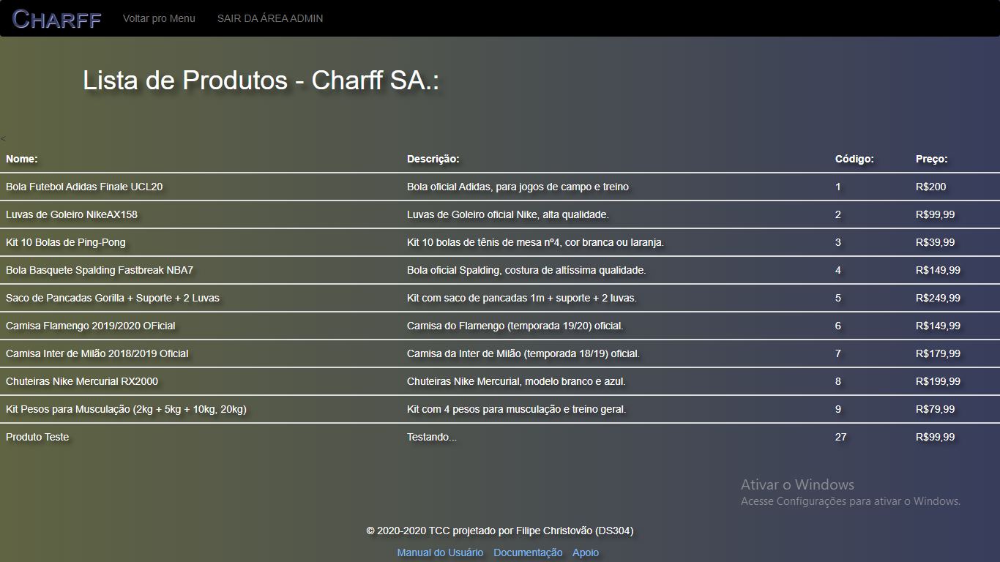 CHARFF Voltar pro Menu SAIR DA ÁREA ADMIN
Lista de Produtos - Charff SA.:
<
Nome: Descrição: Código: Preço:
Bola Futebol Adidas Finale UCL20 Bola oficial Adidas, para jogos de campo e treino 1 R$200
Luvas de Goleiro NikeAX158 Luvas de Goleiro oficial Nike, alta qualidade. 2 R$99,99
Kit 10 Bolas de Ping-Pong Kit 10 bolas de tênis de mesa nº4, cor branca ou laranja. 3 R$39,99
Bola Basquete Spalding Fastbreak NBA7 Bola oficial Spalding, costura de altíssima qualidade. 4 R$149,99
Saco de Pancadas Gorilla + Suporte + 2 Luvas Kit com saco de pancadas 1m + suporte + 2 luvas. 5 R$249,99
Camisa Flamengo 2019/2020 OFicial Camisa do Flamengo (temporada 19/20) oficial. 6 R$149,99
Camisa Inter de Milão 2018/2019 Oficial Camisa da Inter de Milão (temporada 18/19) oficial. 7 R$179,99
Chuteiras Nike Mercurial RX2000 Chuteiras Nike Mercurial, modelo branco e azul. 8 R$199,99
Kit Pesos para Musculação (2kg + 5kg + 10kg, 20kg) Kit com 4 pesos para musculação e treino geral. 9 R$79,99
Produto Teste Testando... 27 R$99,99
Ativar o Windows
Acesse Configurações para ativar o Windows.
© 2020-2020 TCC projetado por Filipe Christovão (DS304)
Manual do Usuário Documentação Apoio